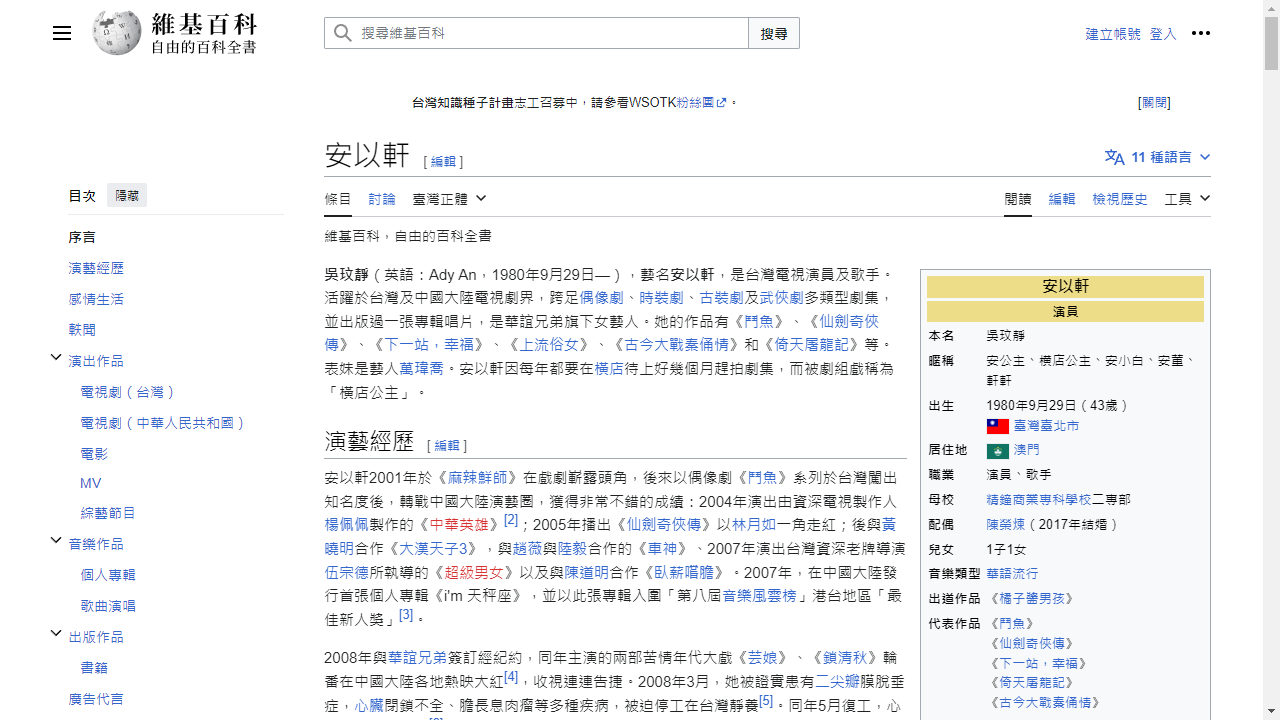 維基百科
自由的百科全書
搜尋維基百科
搜尋
建立帳號 登入
台灣知識種子計畫志工召募中，請參看WSOTK粉絲團。
[關閉]
安以軒 [ 編輯 ]
11 種語言
目次 隱藏
條目 討論 臺灣正體
閱讀 編輯 檢視歷史 工具
序言
演藝經歷
感情生活
軼聞
演出作品
電視劇（台灣）
電視劇（中華人民共和國）
電影
MV
綜藝節目
音樂作品
個人專輯
歌曲演唱
出版作品
書籍
廣告代言
維基百科，自由的百科全書
吳玟靜（英語：Ady An，1980年9月29日—），藝名安以軒，是台灣電視演員及歌手。
活躍於台灣及中國大陸電視劇界，跨足偶像劇、時裝劇、古裝劇及武俠劇多類型劇集，
並出版過一張專輯唱片，是華誼兄弟旗下女藝人。她的作品有《鬥魚》、《仙劍奇俠
傳》、《下一站，幸福》、《上流俗女》、《古今大戰秦俑情》和《倚天屠龍記》等。
表妹是藝人萬瑋喬。安以軒因每年都要在橫店待上好幾個月趕拍劇集，而被劇組戲稱為
「橫店公主」。
演藝經歷 [ 編輯 ]
安以軒2001年於《麻辣鮮師》在戲劇嶄露頭角，後來以偶像劇《鬥魚》系列於台灣闖出
知名度後，轉戰中國大陸演藝圈，獲得非常不錯的成績：2004年演出由資深電視製作人
楊佩佩製作的《中華英雄》[2]；2005年播出《仙劍奇俠傳》以林月如一角走紅；後與黃
曉明合作《大漢天子3》，與趙薇與陸毅合作的《車神》、2007年演出台灣資深老牌導演
伍宗德所執導的《超級男女》以及與陳道明合作《臥薪嚐膽》。2007年，在中國大陸發
行首張個人專輯《i'm 天秤座》，並以此張專輯入圍「第八屆音樂風雲榜」港台地區「最
佳新人獎」[3]。
2008年與華誼兄弟簽訂經紀約，同年主演的兩部苦情年代大戲《芸娘》、《鎖清秋》輪
番在中國大陸各地熱映大紅[4]，收視連連告捷。2008年3月，她被證實患有二尖瓣膜脫垂
症，心臟閉鎖不全、膽長息肉瘤等多種疾病，被迫停工在台灣靜養[5]。同年5月復工，心
安以軒
演員
本名 吳玟靜
暱稱 安公主、橫店公主、安小白、安薑、
軒軒
出生 1980年9月29日（43歲）
臺灣臺北市
居住地 澳門
職業 演員、歌手
母校 精鐘商業專科學校二專部
配偶 陳榮煉（2017年結婚）
兒女 1子1女
音樂類型 華語流行
出道作品 《橘子醬男孩》
代表作品 《鬥魚》
《仙劍奇俠傳》
《下一站，幸福》
《倚天屠龍記》
《古今大戰秦俑情》